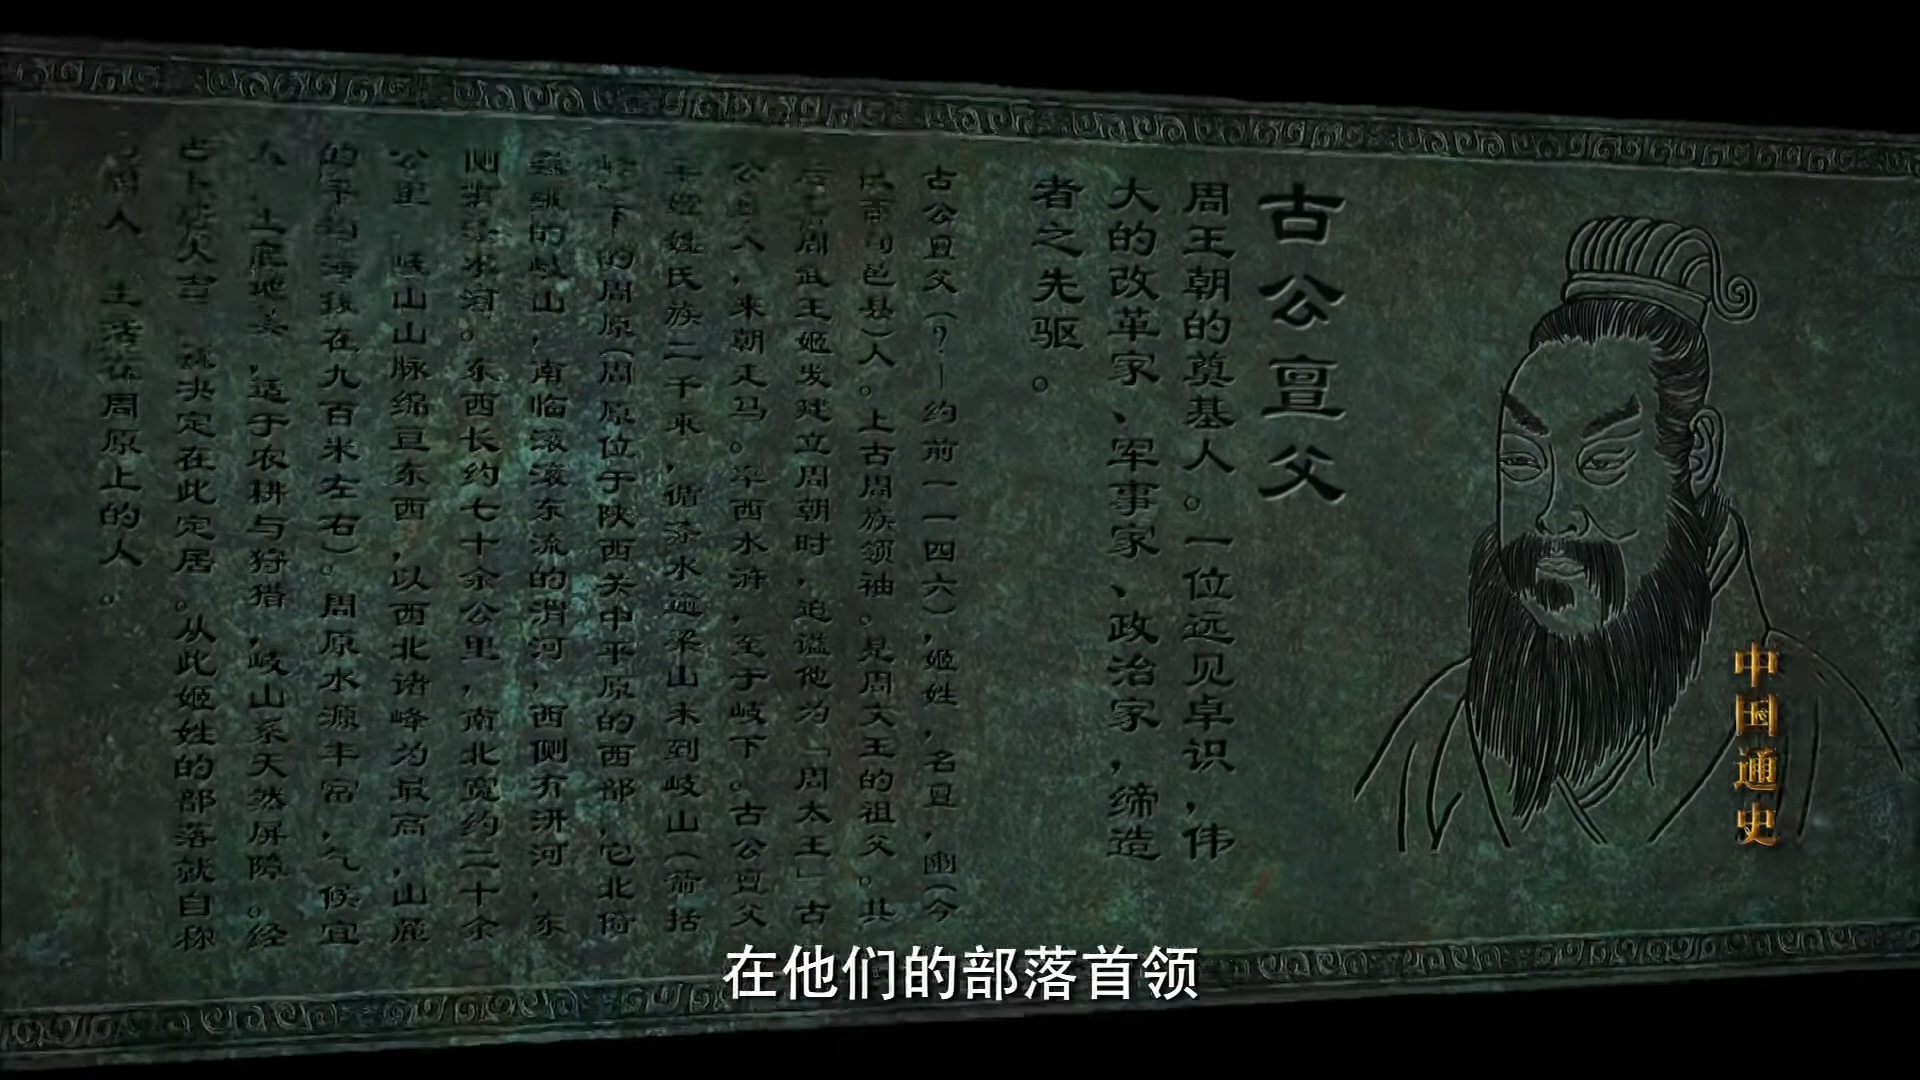 古公亶父
周王朝的奠基人。一位远见卓识,伟
大的改革家、军事家、政治家,缔造
者之先驱。
古公亶父(?—约前一一四六),姬姓,名亶,豳(今
旬邑县)人。上古周族领袖。是周文王的祖父。其
周武王姬发建立周朝时,追谥他为「周太王」古
公亶父,来朝走马。率西水浒,至于岐下。古公亶父
率姬姓氏族二千乘,循漆水逾梁山来到岐山(箭括
岭)下的周原(周原位于陕西关中平原的西部,它北倚
的岐山,南临滚滚东流的渭河,西侧有汧河,东
侧有漆水河。东西长约七十余公里,南北宽约二十余
公里 岐山山脉绵亘东西,以西北诸峰为最高,山麓
的平均海拔在九百米左右)。周原水源丰富,气候宜
土庭地美,适于农耕与狩猎,岐山系天然屏障。经
占卜大吉 决定在此定居。从此姬姓的部落就自称
周人 生活在周原上的人。
中国通史
在他们的部落首领